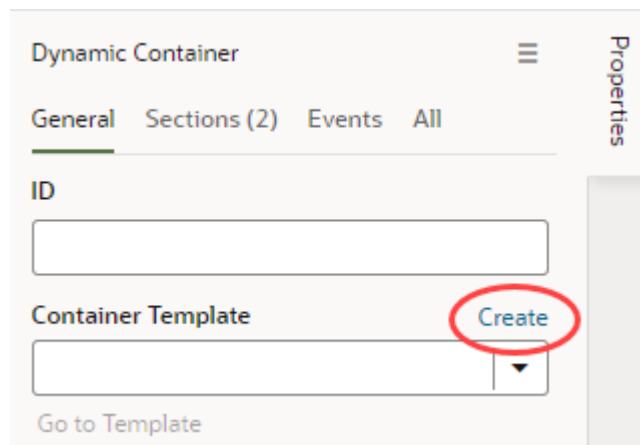 Dynamic Container
Properties
General Sections (2) Events All
ID
Container Template Create
Go to Template